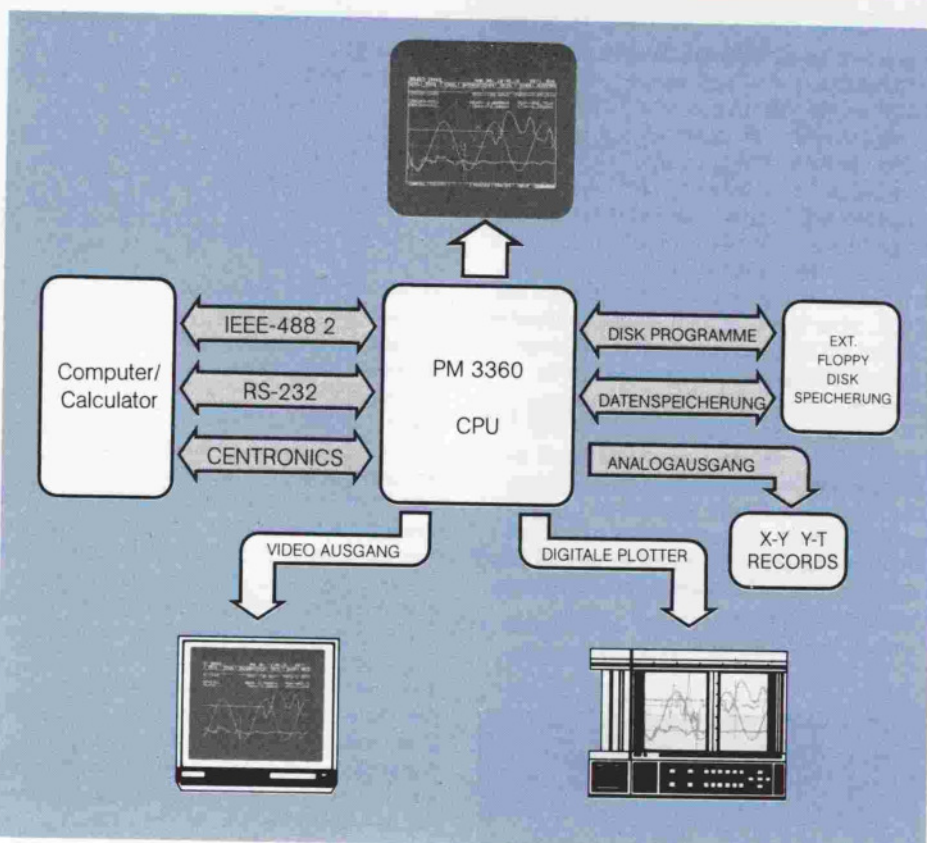 IEEE-488 2
RS-232
CENTRONICS
Computer/
Calculator
PM 3360
CPU
DISK PROGRAMME
DATENSPEICHERUNG
ANALOGAUSGANG
EXT.
FLOPPY
DISK
SPEICHERUNG
X-Y Y-T
RECORDS
VIDEO AUSGANG
DIGITALE PLOTTER